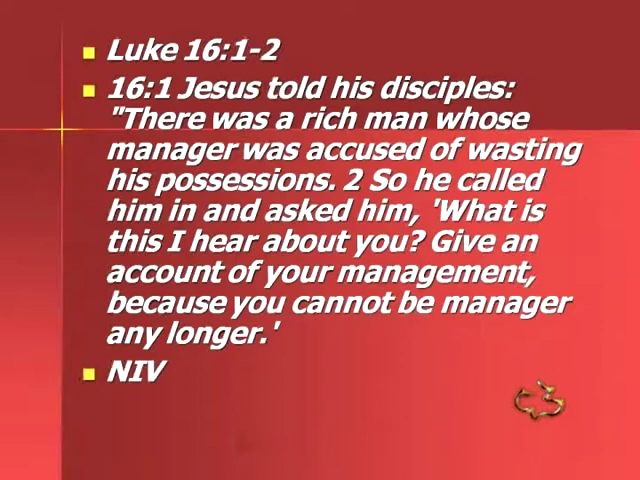 Luke 16:1-2
16:1 Jesus told his disciples:
"There was a rich man whose
manager was accused of wasting
his possessions. 2 So he called
him in and asked him, 'What is
this I hear about you? Give an
account of your management,
because you cannot be manager
any longer.'
NIV